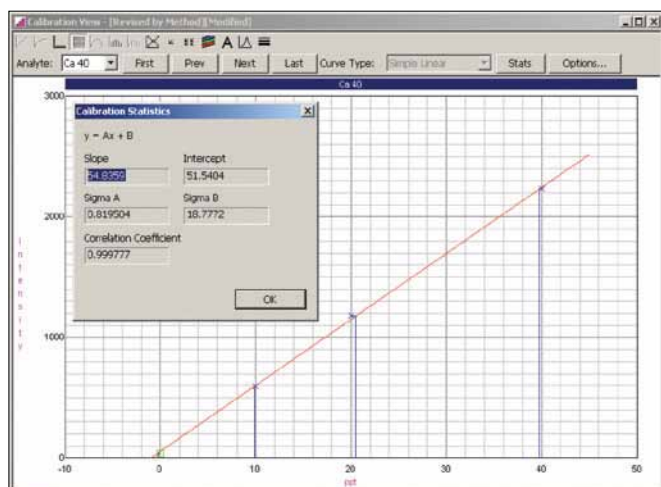 Calibration View - [Revised by Method][Modified]
Analyte: Ca 40 First Prev Next Last Curve Type: Simple Linear Stats Options...
Ca 40
Calibration Statistics
y = Ax + B
Slope Intercept
54.8359 51.5404
Sigma A Sigma B
0.819504 18.7772
Correlation Coefficient
0.999777
OK
Intensity
3000
2000
1000
0
-10 0 10 20 30 40 50
ppt